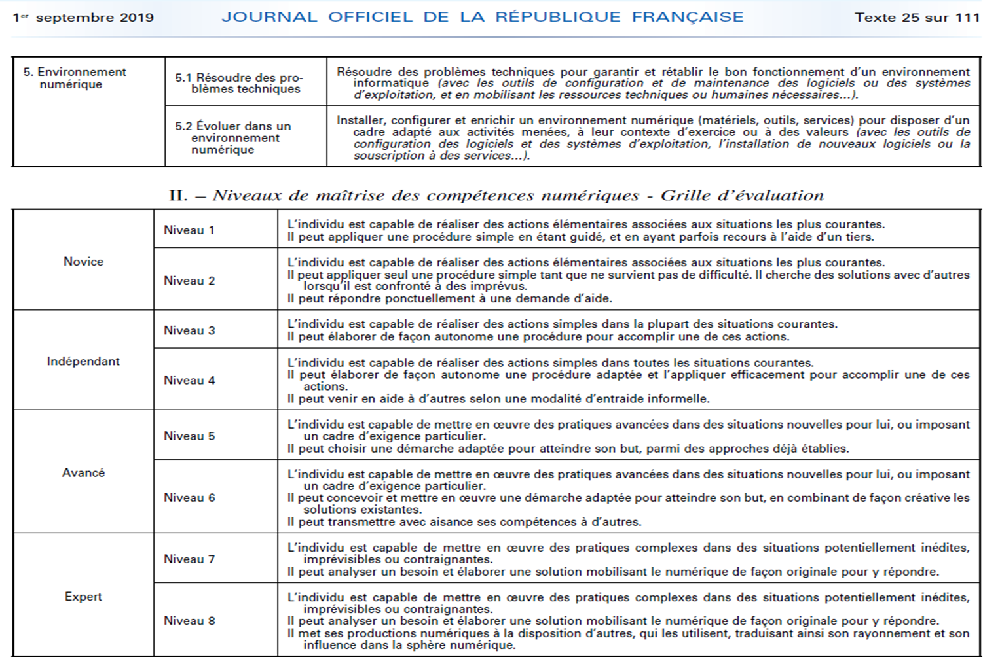 1er septembre 2019
JOURNAL OFFICIEL DE LA RÉPUBLIQUE FRANÇAISE
Texte 25 sur 111
5. Environnement
numérique
5.1 Résoudre des pro-
blèmes techniques
Résoudre des problèmes techniques pour garantir et rétablir le bon fonctionnement d’un environnement
informatique (avec les outils de configuration et de maintenance des logiciels ou des systèmes
d’exploitation, et en mobilisant les ressources techniques ou humaines nécessaires…).
5.2 Évoluer dans un
environnement
numérique
Installer, configurer et enrichir un environnement numérique (matériels, outils, services) pour disposer d’un
cadre adapté aux activités menées, à leur contexte d’exercice ou à des valeurs (avec les outils de
configuration des logiciels et des systèmes d’exploitation, l’installation de nouveaux logiciels ou la
souscription à des services…).
II. – Niveaux de maîtrise des compétences numériques - Grille d’évaluation
Novice
Niveau 1
L’individu est capable de réaliser des actions élémentaires associées aux situations les plus courantes.
Il peut appliquer une procédure simple en étant guidé, et en ayant parfois recours à l’aide d’un tiers.
Niveau 2
L’individu est capable de réaliser des actions élémentaires associées aux situations les plus courantes.
Il peut appliquer seul une procédure simple tant que ne survient pas de difficulté. Il cherche des solutions avec d’autres
lorsqu’il est confronté à des imprévus.
Il peut répondre ponctuellement à une demande d’aide.
Indépendant
Niveau 3
L’individu est capable de réaliser des actions simples dans la plupart des situations courantes.
Il peut élaborer de façon autonome une procédure pour accomplir une de ces actions.
Niveau 4
L’individu est capable de réaliser des actions simples dans toutes les situations courantes.
Il peut élaborer de façon autonome une procédure adaptée et l’appliquer efficacement pour accomplir une de ces
actions.
Il peut venir en aide à d’autres selon une modalité d’entraide informelle.
Avancé
Niveau 5
L’individu est capable de mettre en œuvre des pratiques avancées dans des situations nouvelles pour lui, ou imposant
un cadre d’exigence particulier.
Il peut choisir une démarche adaptée pour atteindre son but, parmi des approches déjà établies.
Niveau 6
L’individu est capable de mettre en œuvre des pratiques avancées dans des situations nouvelles pour lui, ou imposant
un cadre d’exigence particulier.
Il peut concevoir et mettre en œuvre une démarche adaptée pour atteindre son but, en combinant de façon créative les
solutions existantes.
Il peut transmettre avec aisance ses compétences à d’autres.
Expert
Niveau 7
L’individu est capable de mettre en œuvre des pratiques complexes dans des situations potentiellement inédites,
imprévisibles ou contraignantes.
Il peut analyser un besoin et élaborer une solution mobilisant le numérique de façon originale pour y répondre.
Niveau 8
L’individu est capable de mettre en œuvre des pratiques complexes dans des situations potentiellement inédites,
imprévisibles ou contraignantes.
Il peut analyser un besoin et élaborer une solution mobilisant le numérique de façon originale pour y répondre.
Il met ses productions numériques à la disposition d’autres, qui les utilisent, traduisant ainsi son rayonnement et son
influence dans la sphère numérique.